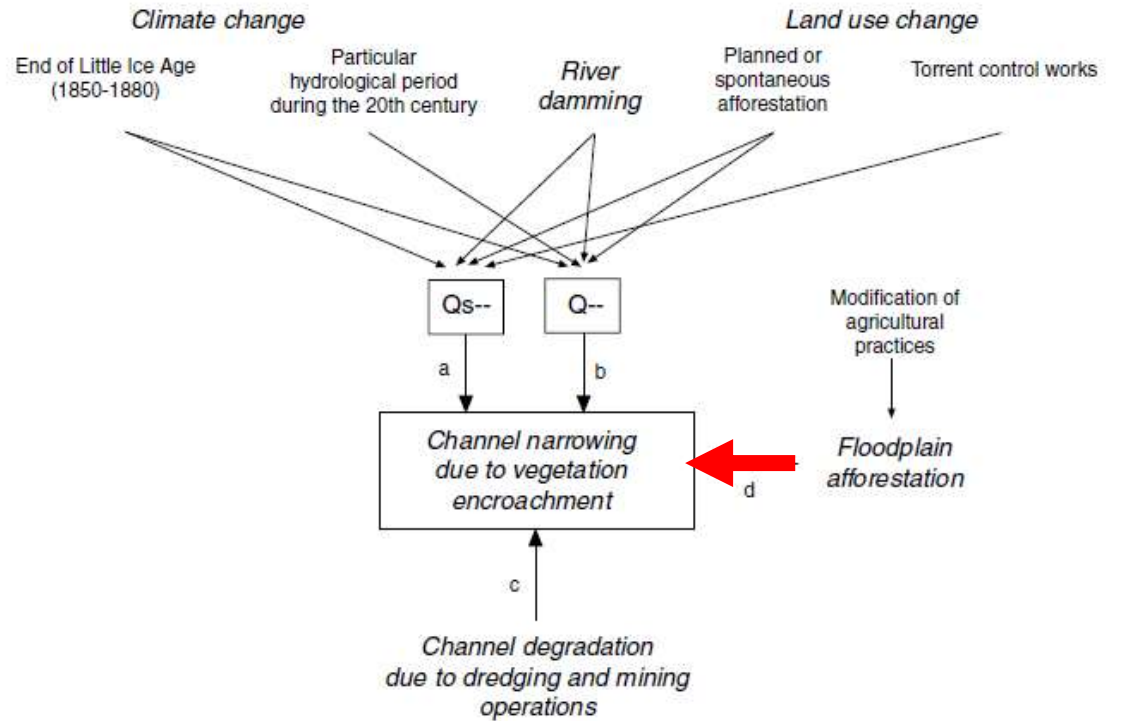 Climate change
Land use change
End of Little Ice Age
(1850-1880)
Particular
hydrological period
during the 20th century
River
damming
Planned or
spontaneous
afforestation
Torrent control works
Qs--
Q--
a
b
Modification of
agricultural
practices
Channel narrowing
due to vegetation
encroachment
d
Floodplain
afforestation
c
Channel degradation
due to dredging and mining
operations